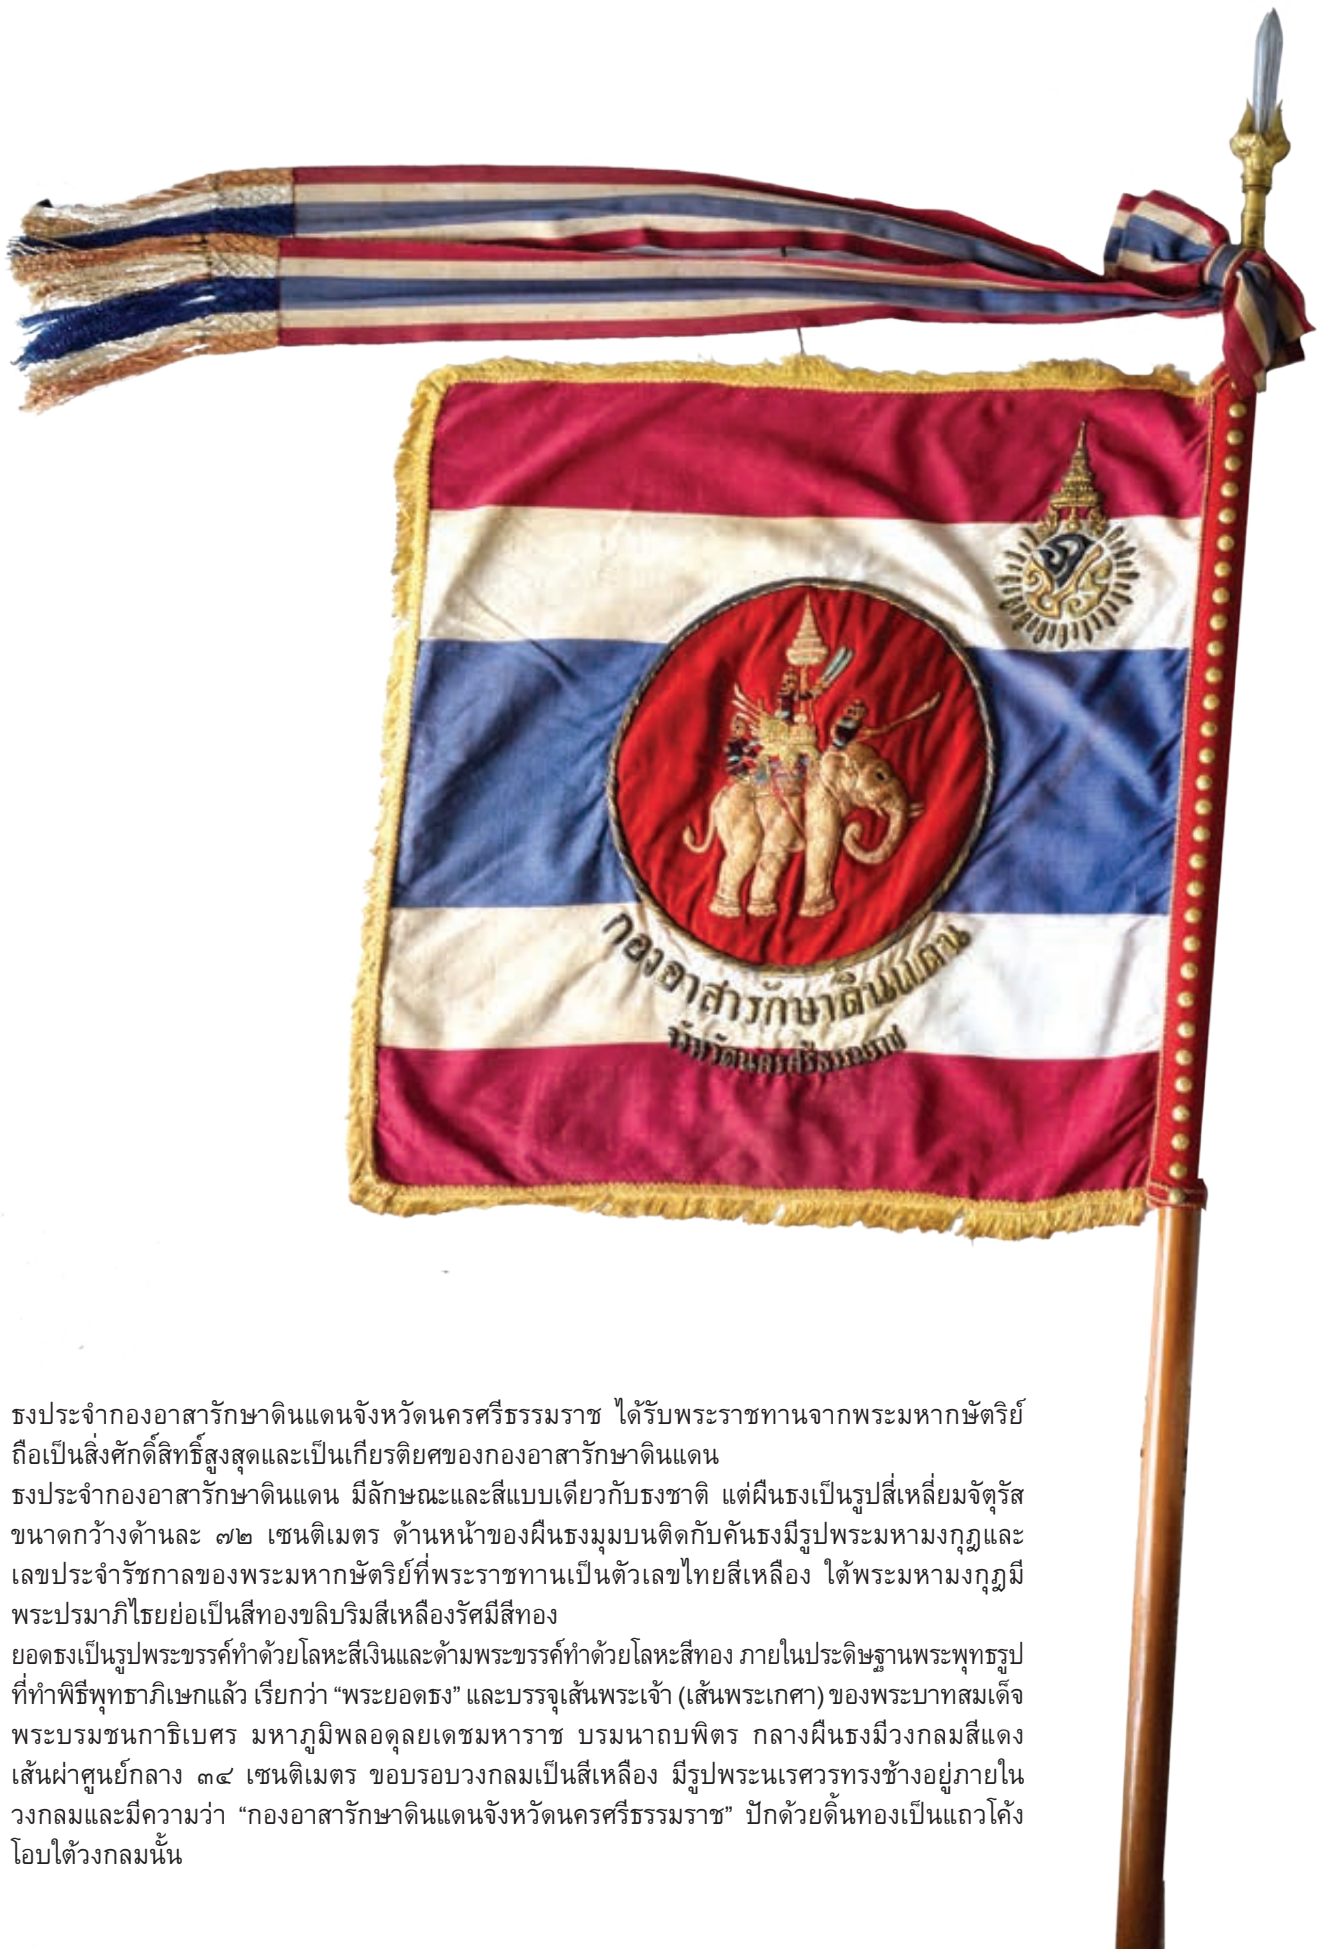 กองอาสารักษาดินแดน
จังหวัดนครศรีธรรมราช
ธงประจำกองอาสารักษาดินแดนจังหวัดนครศรีธรรมราช ได้รับพระราชทานจากพระมหากษัตริย์
ถือเป็นสิ่งศักดิ์สิทธิ์สูงสุดและเป็นเกียรติยศของกองอาสารักษาดินแดน
ธงประจำกองอาสารักษาดินแดน มีลักษณะและสีแบบเดียวกับธงชาติ แต่ผืนธงเป็นรูปสี่เหลี่ยมจัตุรัส
ขนาดกว้างด้านละ ๗๒ เซนติเมตร ด้านหน้าของผืนธงมุมบนติดกับคันธงมีรูปพระมหามงกุฎและ
เลขประจำรัชกาลของพระมหากษัตริย์ที่พระราชทานเป็นตัวเลขไทยสีเหลือง ใต้พระมหามงกุฎมี
พระปรมาภิไธยย่อเป็นสีทองขลิบริมสีเหลืองรัศมีสีทอง
ยอดธงเป็นรูปพระขรรค์ทำด้วยโลหะสีเงินและด้ามพระขรรค์ทำด้วยโลหะสีทอง ภายในประดิษฐานพระพุทธรูป
ที่ทำพิธีพุทธาภิเษกแล้ว เรียกว่า “พระยอดธง” และบรรจุเส้นพระเจ้า (เส้นพระเกศา) ของพระบาทสมเด็จ
พระบรมชนกาธิเบศร มหาภูมิพลอดุลยเดชมหาราช บรมนาถบพิตร กลางผืนธงมีวงกลมสีแดง
เส้นผ่าศูนย์กลาง ๓๔ เซนติเมตร ขอบรอบวงกลมเป็นสีเหลือง มีรูปพระนเรศวรทรงช้างอยู่ภายใน
วงกลมและมีความว่า “กองอาสารักษาดินแดนจังหวัดนครศรีธรรมราช” ปักด้วยดิ้นทองเป็นแถวโค้ง
โอบใต้วงกลมนั้น